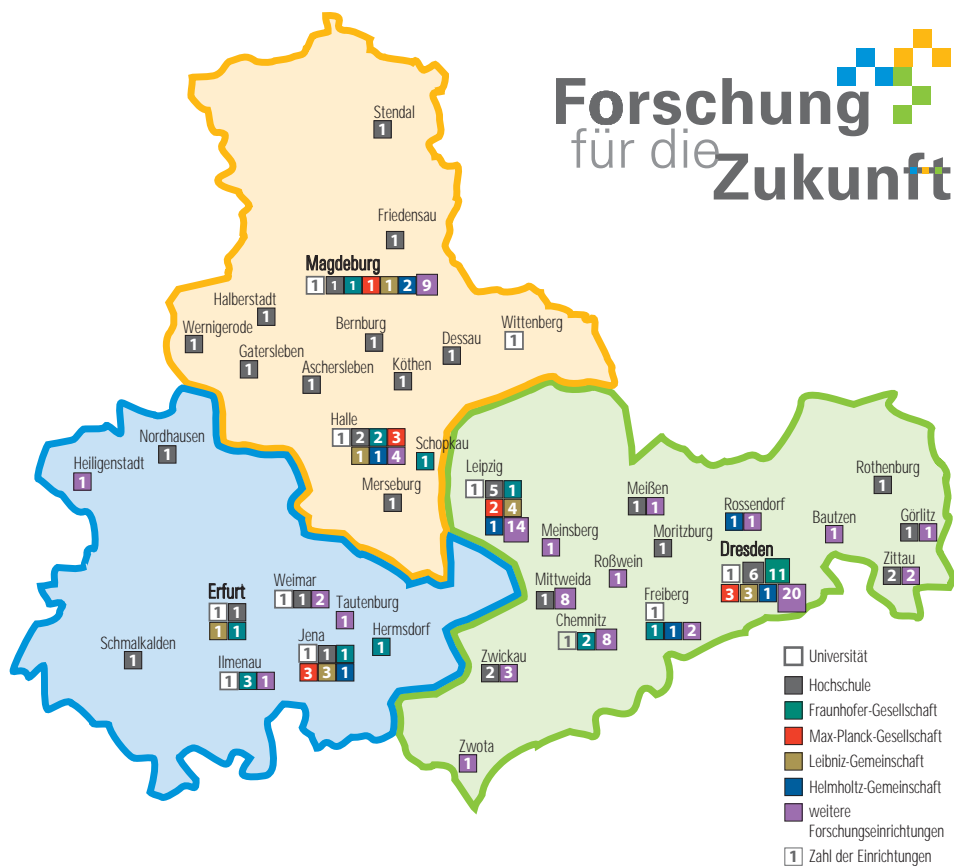 Forschung
für die
Zukunft
Stendal
1
Friedensau
1
Magdeburg
1 1 1 1 1 2 9
Halberstadt
1
Wernigerode
1
Gatersleben
1
Bernburg
1
Aschersleben
1
Köthen
1
Dessau
1
Wittenberg
1
Halle
1 2 2 3
1 1 4
Schopkau
1
Merseburg
1
Nordhausen
1
Heiligenstadt
1
Erfurt
1 1
1 1
Weimar
1 1 2
Tautenburg
1
Jena
1 1 1
3 3 1
Hermsdorf
1
Schmalkalden
1
Ilmenau
1 3 1
Leipzig
1 5 1
2 4
1 14
Meinsberg
1
Meißen
1 1
Moritzburg
1
Rossendorf
1 1
Rothenburg
1
Bautzen
1
Görlitz
1 1
Zittau
2 2
Dresden
1 6 11
3 3 1 20
Roßwein
1
Mittweida
1 8
Chemnitz
1 2 8
Freiberg
1
1 1 2
Zwickau
2 3
Zwota
1
Universität
Hochschule
Fraunhofer-Gesellschaft
Max-Planck-Gesellschaft
Leibniz-Gemeinschaft
Helmholtz-Gemeinschaft
weitere
Forschungseinrichtungen
1 Zahl der Einrichtungen